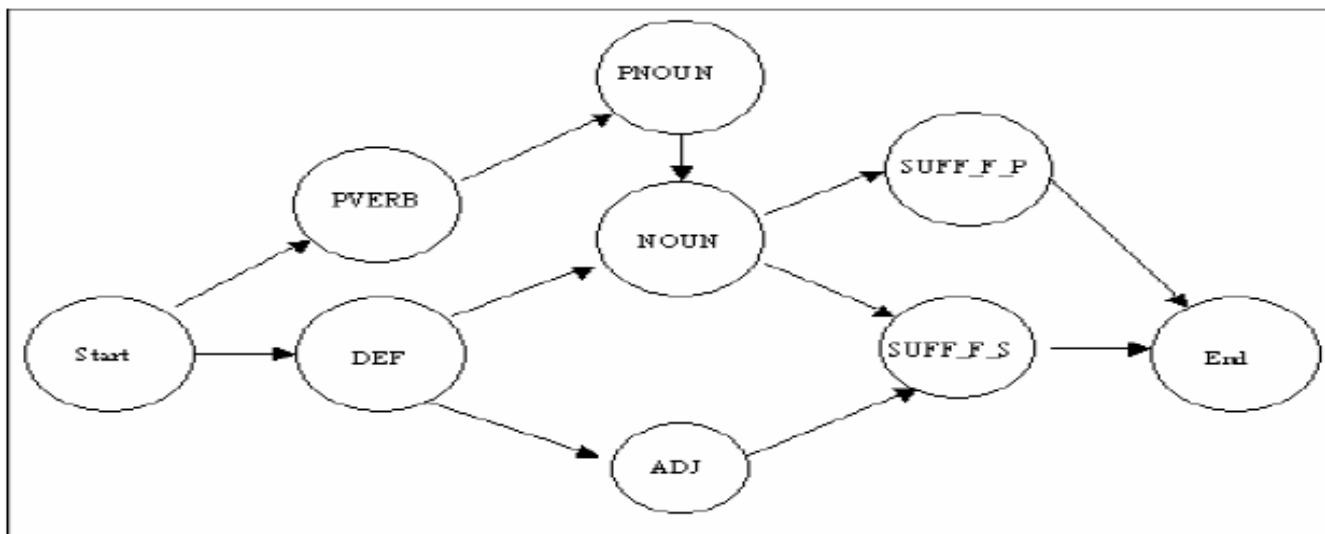 PNOUN
SUFF_F_P
PVERB
NOUN
Start
DEF
SUFF_F_S
End
ADJ